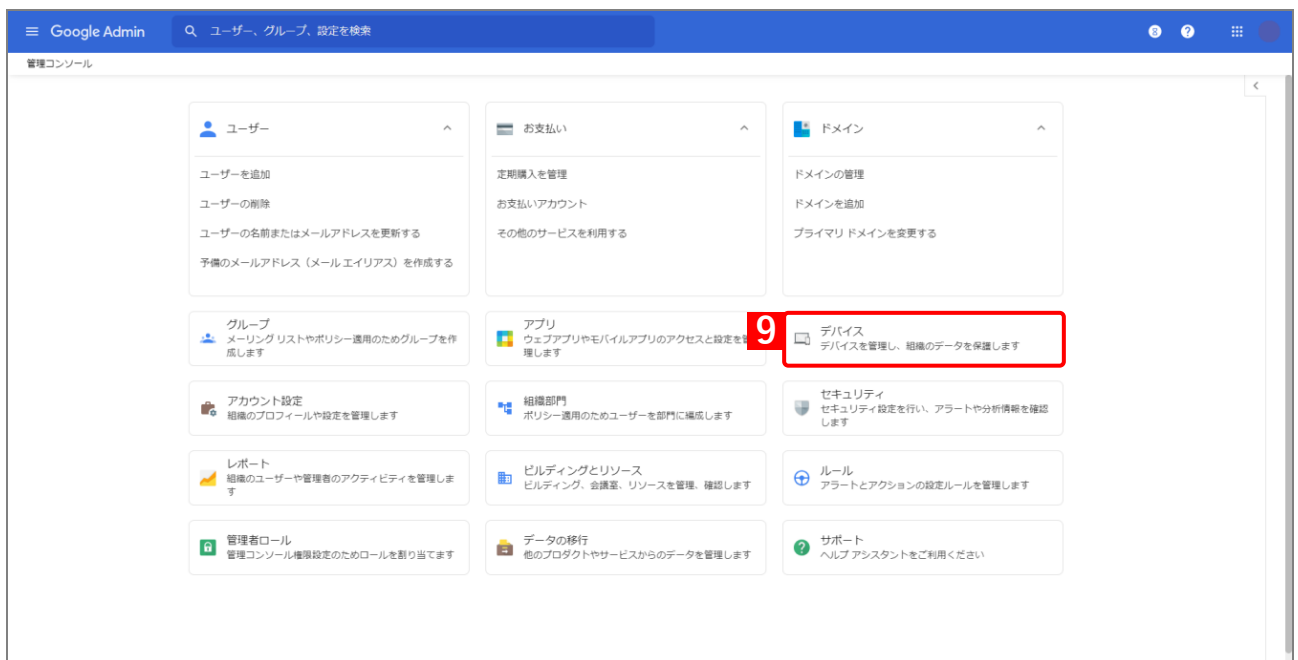 Google Admin
ユーザー、グループ、設定を検索
8
?
管理コンソール
ユーザー
ユーザーを追加
ユーザーの削除
ユーザーの名前またはメールアドレスを更新する
予備のメールアドレス（メール エイリアス）を作成する
お支払い
定期購入を管理
お支払いアカウント
その他のサービスを利用する
ドメイン
ドメインの管理
ドメインを追加
プライマリ ドメインを変更する
グループ
メーリング リストやポリシー適用のためグループを作
成します
アプリ
ウェブアプリやモバイルアプリのアクセスと設定を管
理します
9
デバイス
デバイスを管理し、組織のデータを保護します
アカウント設定
組織のプロフィールや設定を管理します
組織部門
ポリシー適用のためユーザーを部門に編成します
セキュリティ
セキュリティ設定を行い、アラートや分析情報を確認
します
レポート
組織のユーザーや管理者のアクティビティを管理しま
す
ビルディングとリソース
ビルディング、会議室、リソースを管理、確認します
ルール
アラートとアクションの設定ルールを管理します
管理者ロール
管理コンソール権限設定のためロールを割り当てます
データの移行
他のプロダクトやサービスからのデータを管理します
?
サポート
ヘルプ アシスタントをご利用ください